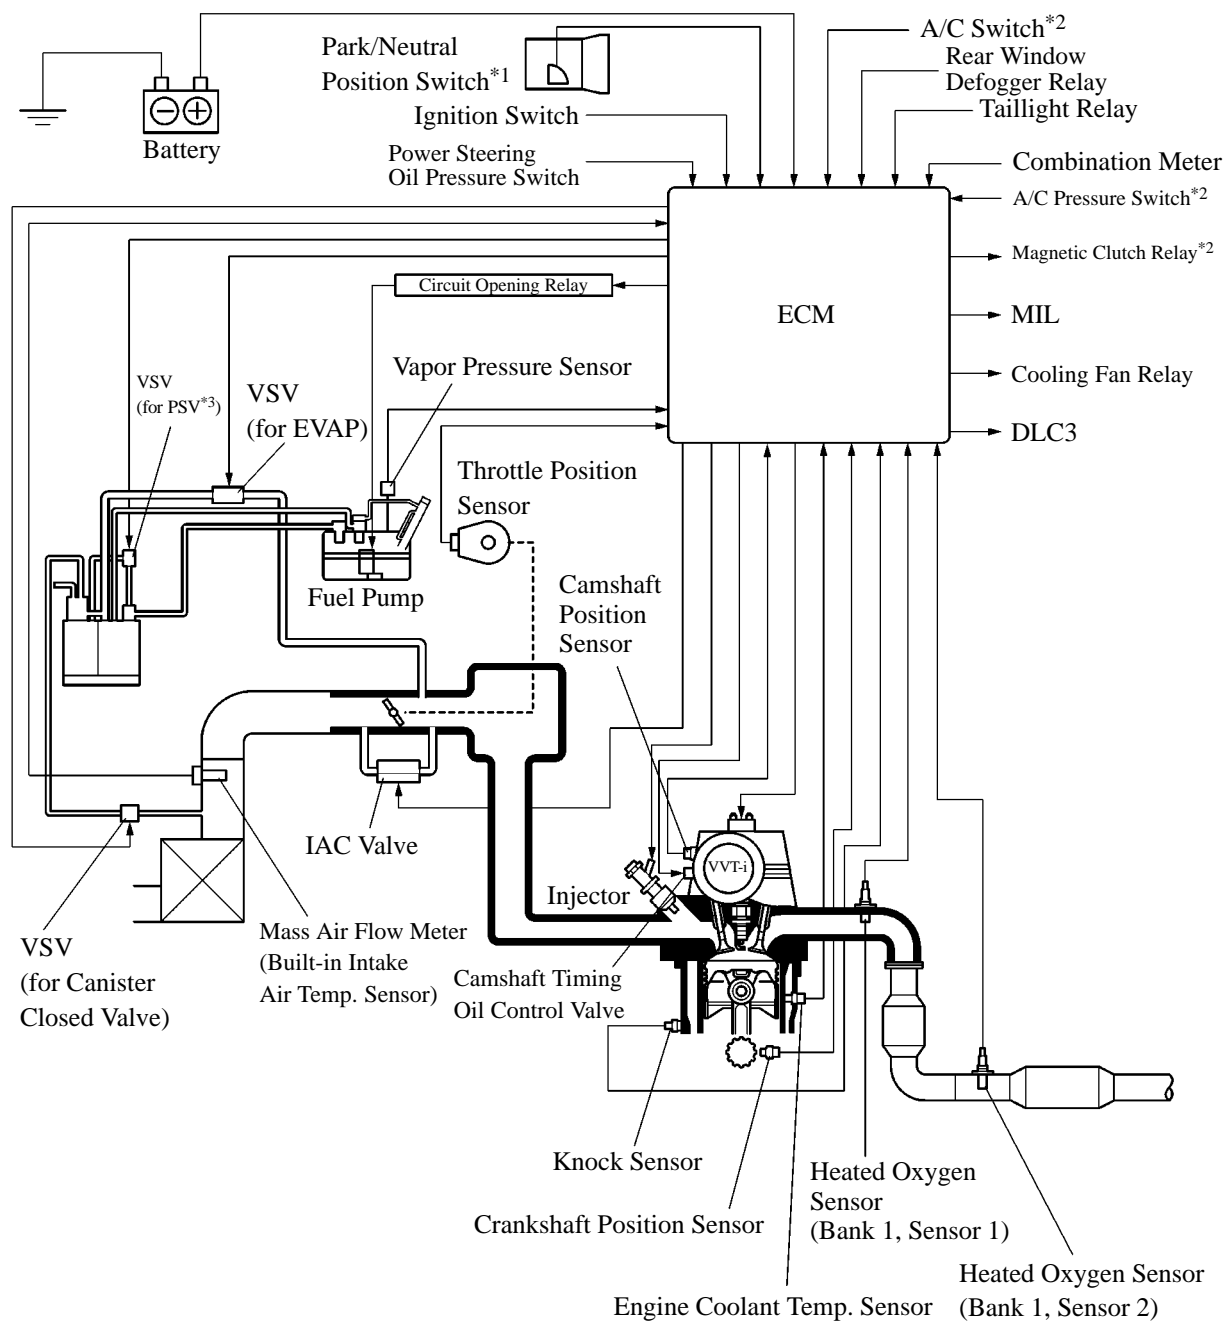 A/C Switch*2
Park/Neutral
Position Switch*1
Rear Window
Defogger Relay
Ignition Switch
Taillight Relay
Battery
Power Steering
Oil Pressure Switch
Combination Meter
A/C Pressure Switch*2
Magnetic Clutch Relay*2
Circuit Opening Relay
ECM
MIL
Vapor Pressure Sensor
Cooling Fan Relay
VSV
(for PSV*3)
VSV
(for EVAP)
DLC3
Throttle Position
Sensor
Fuel Pump
Camshaft
Position
Sensor
IAC Valve
VVT-i
Injector
VSV
(for Canister
Closed Valve)
Mass Air Flow Meter
(Built-in Intake
Air Temp. Sensor)
Camshaft Timing
Oil Control Valve
Knock Sensor
Heated Oxygen
Sensor
(Bank 1, Sensor 1)
Crankshaft Position Sensor
Heated Oxygen Sensor
(Bank 1, Sensor 2)
Engine Coolant Temp. Sensor